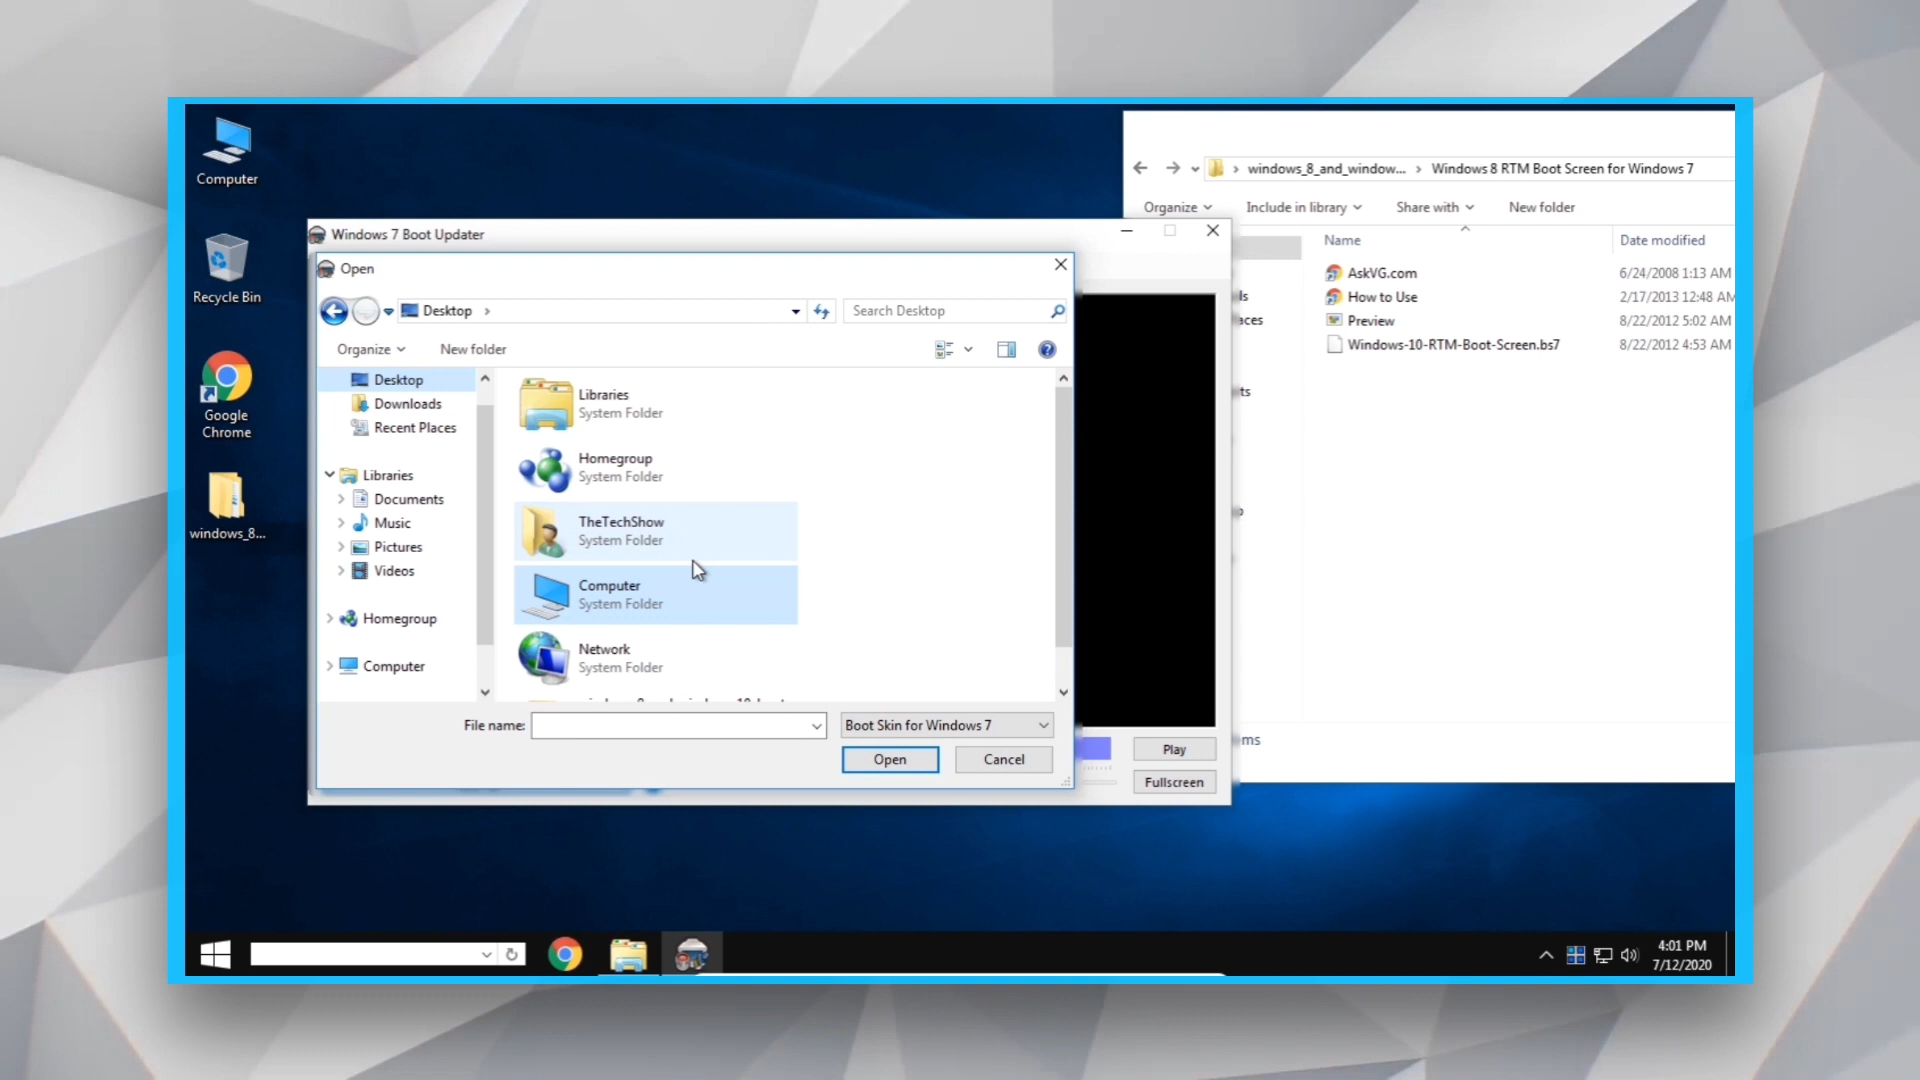 Computer
Recycle Bin
Google
Chrome
windows_8...
windows_8_and_window...
Windows 8 RTM Boot Screen for Windows 7
Organize
Include in library
Share with
New folder
Name
Date modified
AskVG.com
6/24/2008 1:13 AM
How to Use
2/17/2013 12:48 AM
Preview
8/22/2012 5:02 AM
Windows-10-RTM-Boot-Screen.bs7
8/22/2012 4:53 AM
Windows 7 Boot Updater
Open
Desktop
Search Desktop
Organize
New folder
Desktop
Downloads
Recent Places
Libraries
Documents
Music
Pictures
Videos
Homegroup
Computer
Libraries
System Folder
Homegroup
System Folder
TheTechShow
System Folder
Computer
System Folder
Network
System Folder
File name:
Boot Skin for Windows 7
Open
Cancel
Play
Fullscreen
4:01 PM
7/12/2020